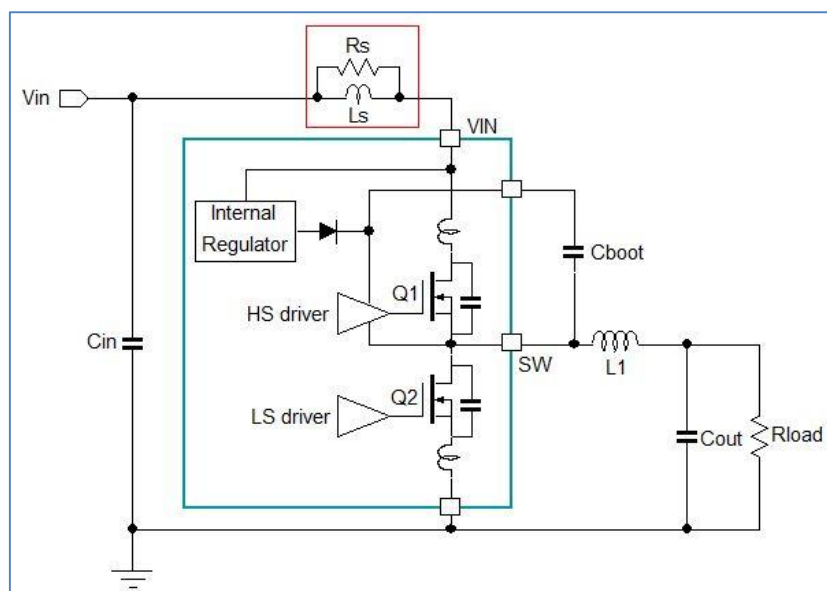 Rs
Vin
Ls
VIN
Internal
Regulator
Cboot
Q1
HS driver
Cin
SW
L1
Q2
LS driver
Cout
Rload